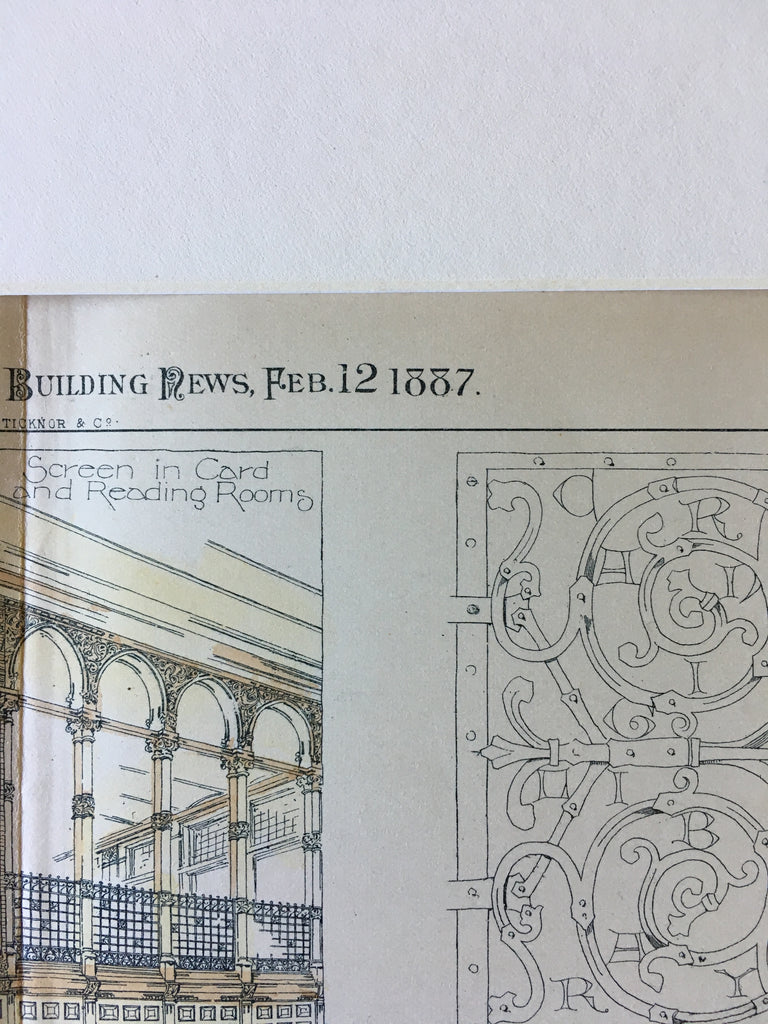 BUILDING NEWS, FEB. 12 1887.
TICKNOR & Co.
Screen in Card
and Reading Rooms
C A R D I
L I B
R A R Y